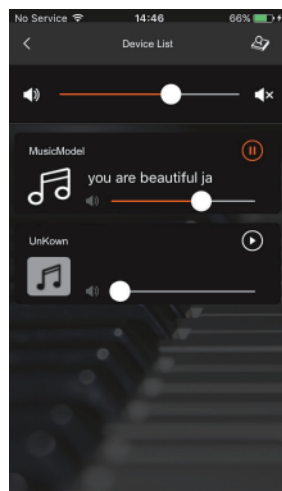 No Service 14:46 66%
Device List
MusicModel
you are beautiful ja
UnKown